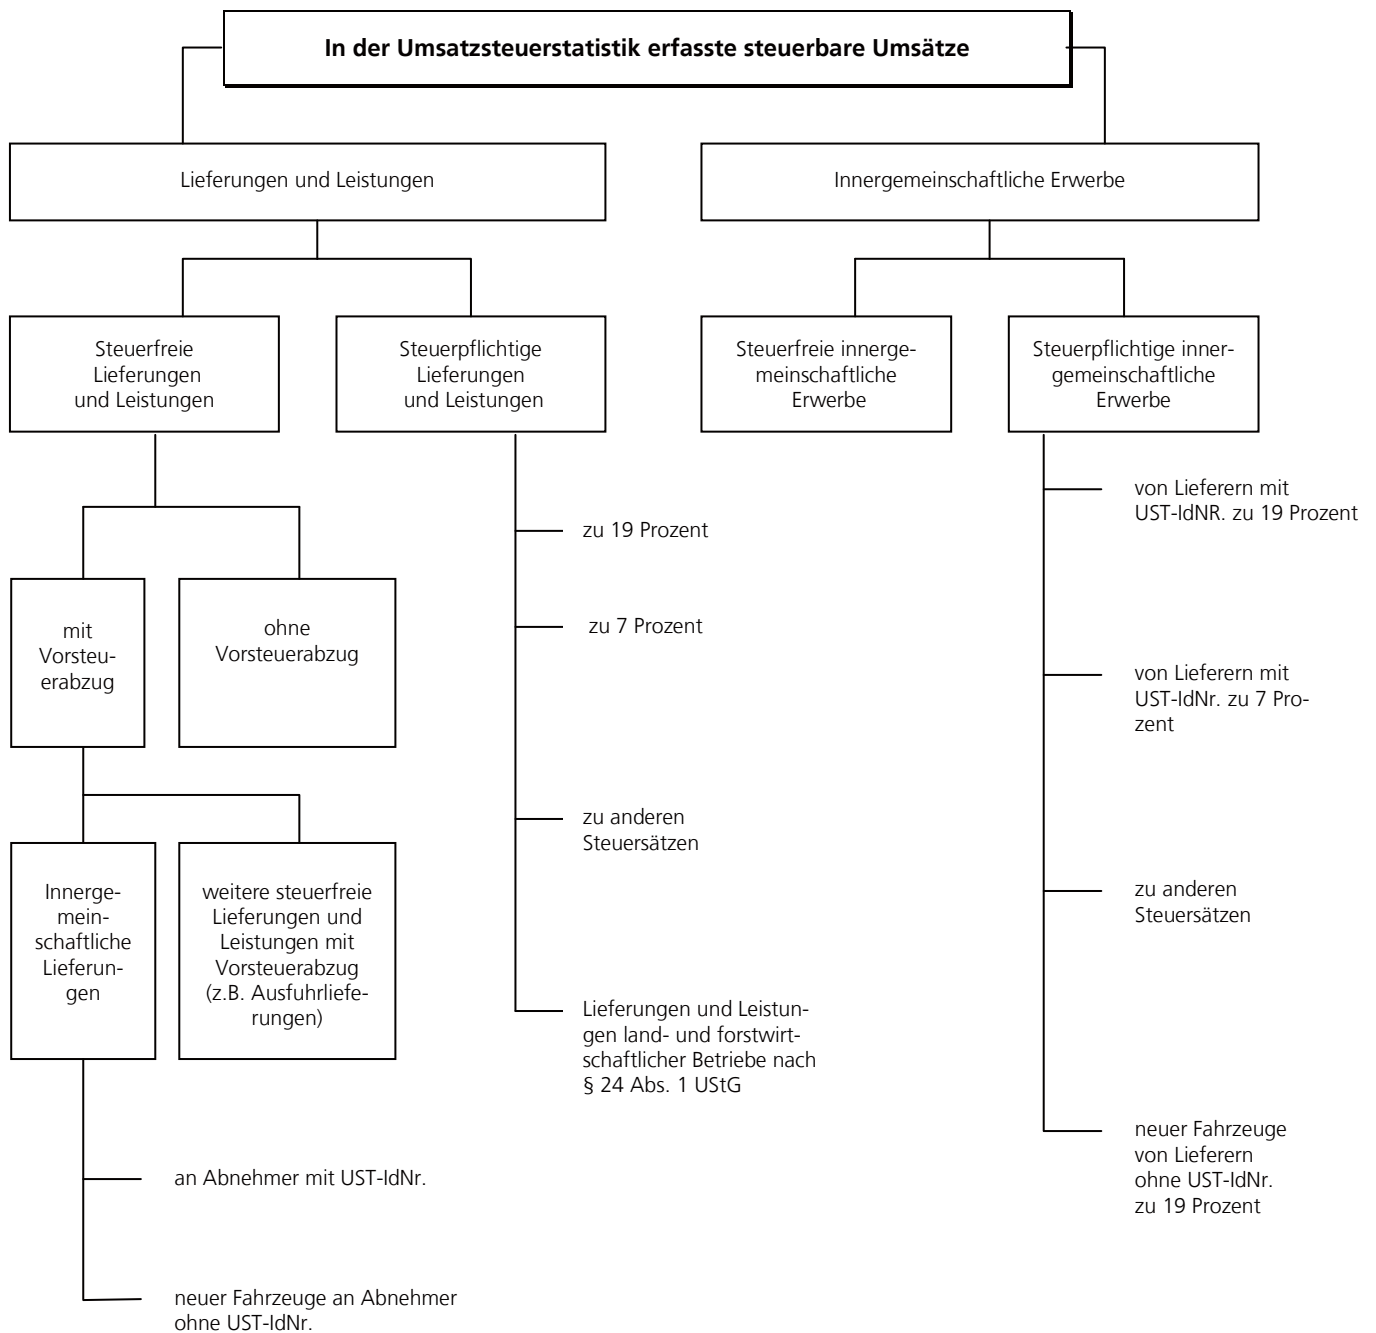 In der Umsatzsteuerstatistik erfasste steuerbare Umsätze
Lieferungen und Leistungen
Innergemeinschaftliche Erwerbe
Steuerfreie
Lieferungen
und Leistungen
Steuerpflichtige
Lieferungen
und Leistungen
Steuerfreie innerge-
meinschaftliche
Erwerbe
Steuerpflichtige inner-
gemeinschaftliche
Erwerbe
mit
Vorsteu-
erabzug
ohne
Vorsteuerabzug
Innerge-
mein-
schaftliche
Lieferun-
gen
weitere steuerfreie
Lieferungen und
Leistungen mit
Vorsteuerabzug
(z.B. Ausfuhrliefe-
rungen)
an Abnehmer mit UST-IdNr.
neuer Fahrzeuge an Abnehmer
ohne UST-IdNr.
zu 19 Prozent
zu 7 Prozent
zu anderen
Steuersätzen
Lieferungen und Leistun-
gen land- und forstwirt-
schaftlicher Betriebe nach
§ 24 Abs. 1 UStG
von Lieferern mit
UST-IdNR. zu 19 Prozent
von Lieferern mit
UST-IdNr. zu 7 Pro-
zent
zu anderen
Steuersätzen
neuer Fahrzeuge
von Lieferern
ohne UST-IdNr.
zu 19 Prozent